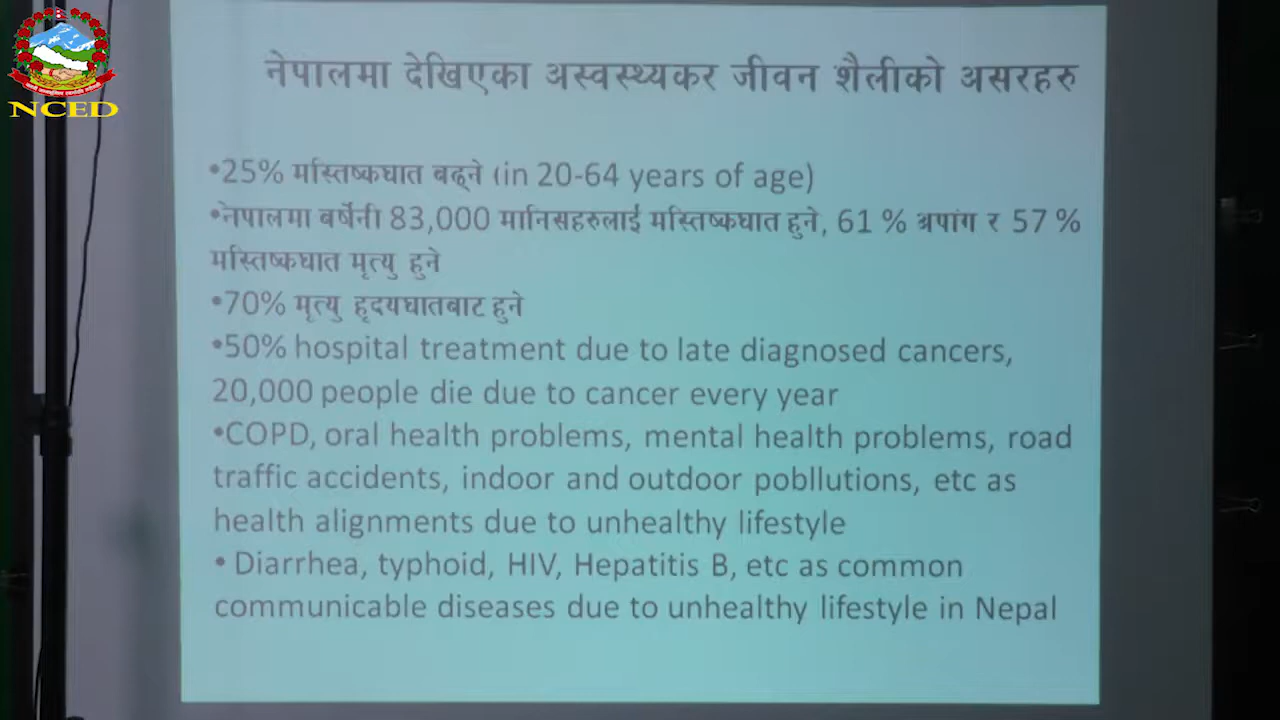 NCED
नेपालमा देखिएका अस्वस्थ्यकर जीवन शैलीको असरहरु
•25% मस्तिष्कघात बढ्ने (in 20-64 years of age)
•नेपालमा बर्षेनी 83,000 मानिसहरुलाई मस्तिष्कघात हुने, 61 % अपांग र 57 %
मस्तिष्कघात मृत्यु हुने
•70% मृत्यु हृदयघातबाट हुने
•50% hospital treatment due to late diagnosed cancers,
20,000 people die due to cancer every year
•COPD, oral health problems, mental health problems, road
traffic accidents, indoor and outdoor pobllutions, etc as
health alignments due to unhealthy lifestyle
• Diarrhea, typhoid, HIV, Hepatitis B, etc as common
communicable diseases due to unhealthy lifestyle in Nepal